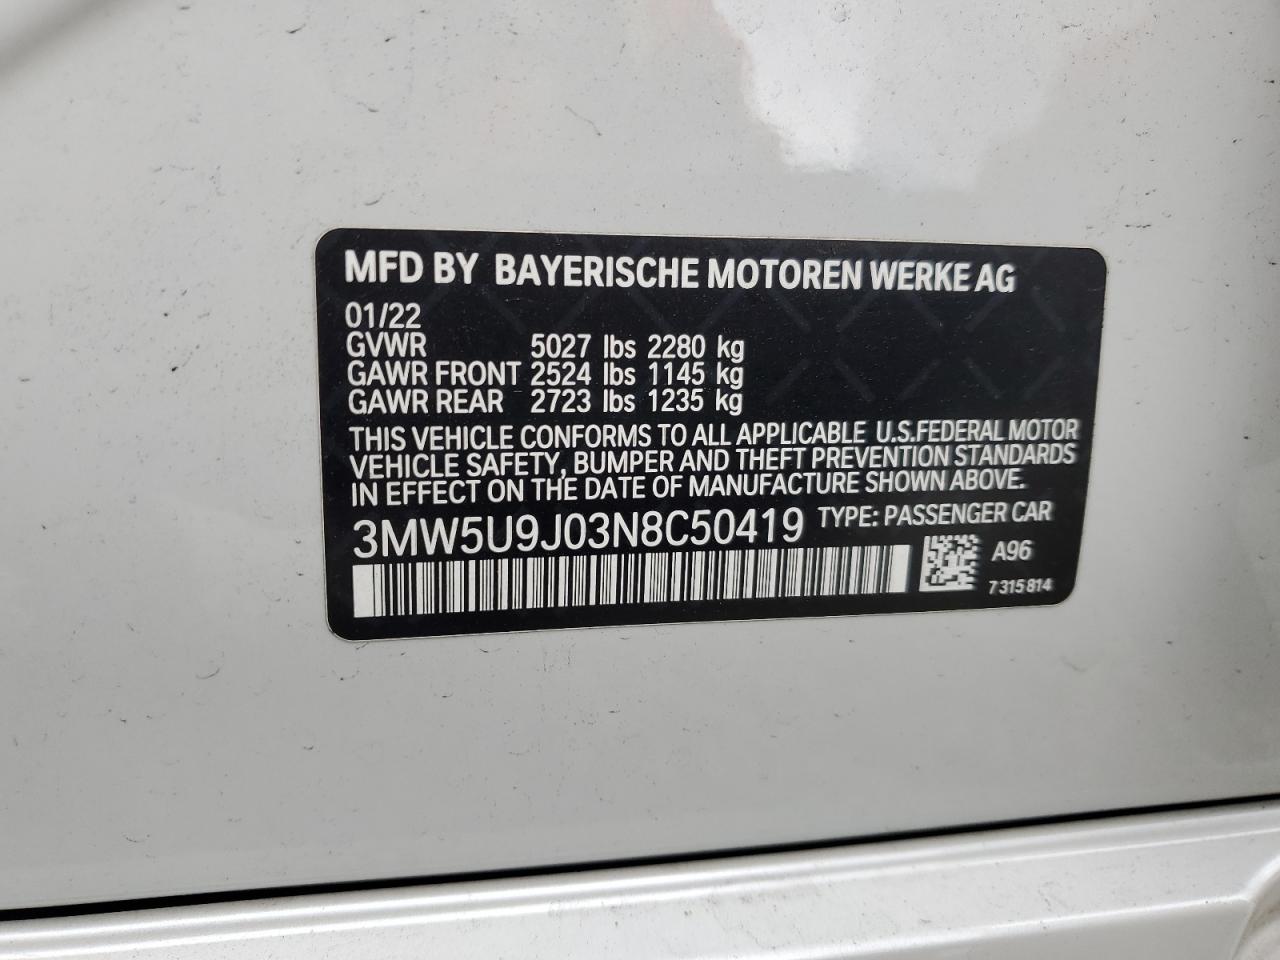 MFD BY BAYERISCHE MOTOREN WERKE AG
01/22
GVWR 5027 lbs 2280 kg
GAWR FRONT 2524 lbs 1145 kg
GAWR REAR 2723 lbs 1235 kg
THIS VEHICLE CONFORMS TO ALL APPLICABLE U.S.FEDERAL MOTOR
VEHICLE SAFETY, BUMPER AND THEFT PREVENTION STANDARDS
IN EFFECT ON THE DATE OF MANUFACTURE SHOWN ABOVE.
3MW5U9J03N8C50419 TYPE: PASSENGER CAR
A96
7315814